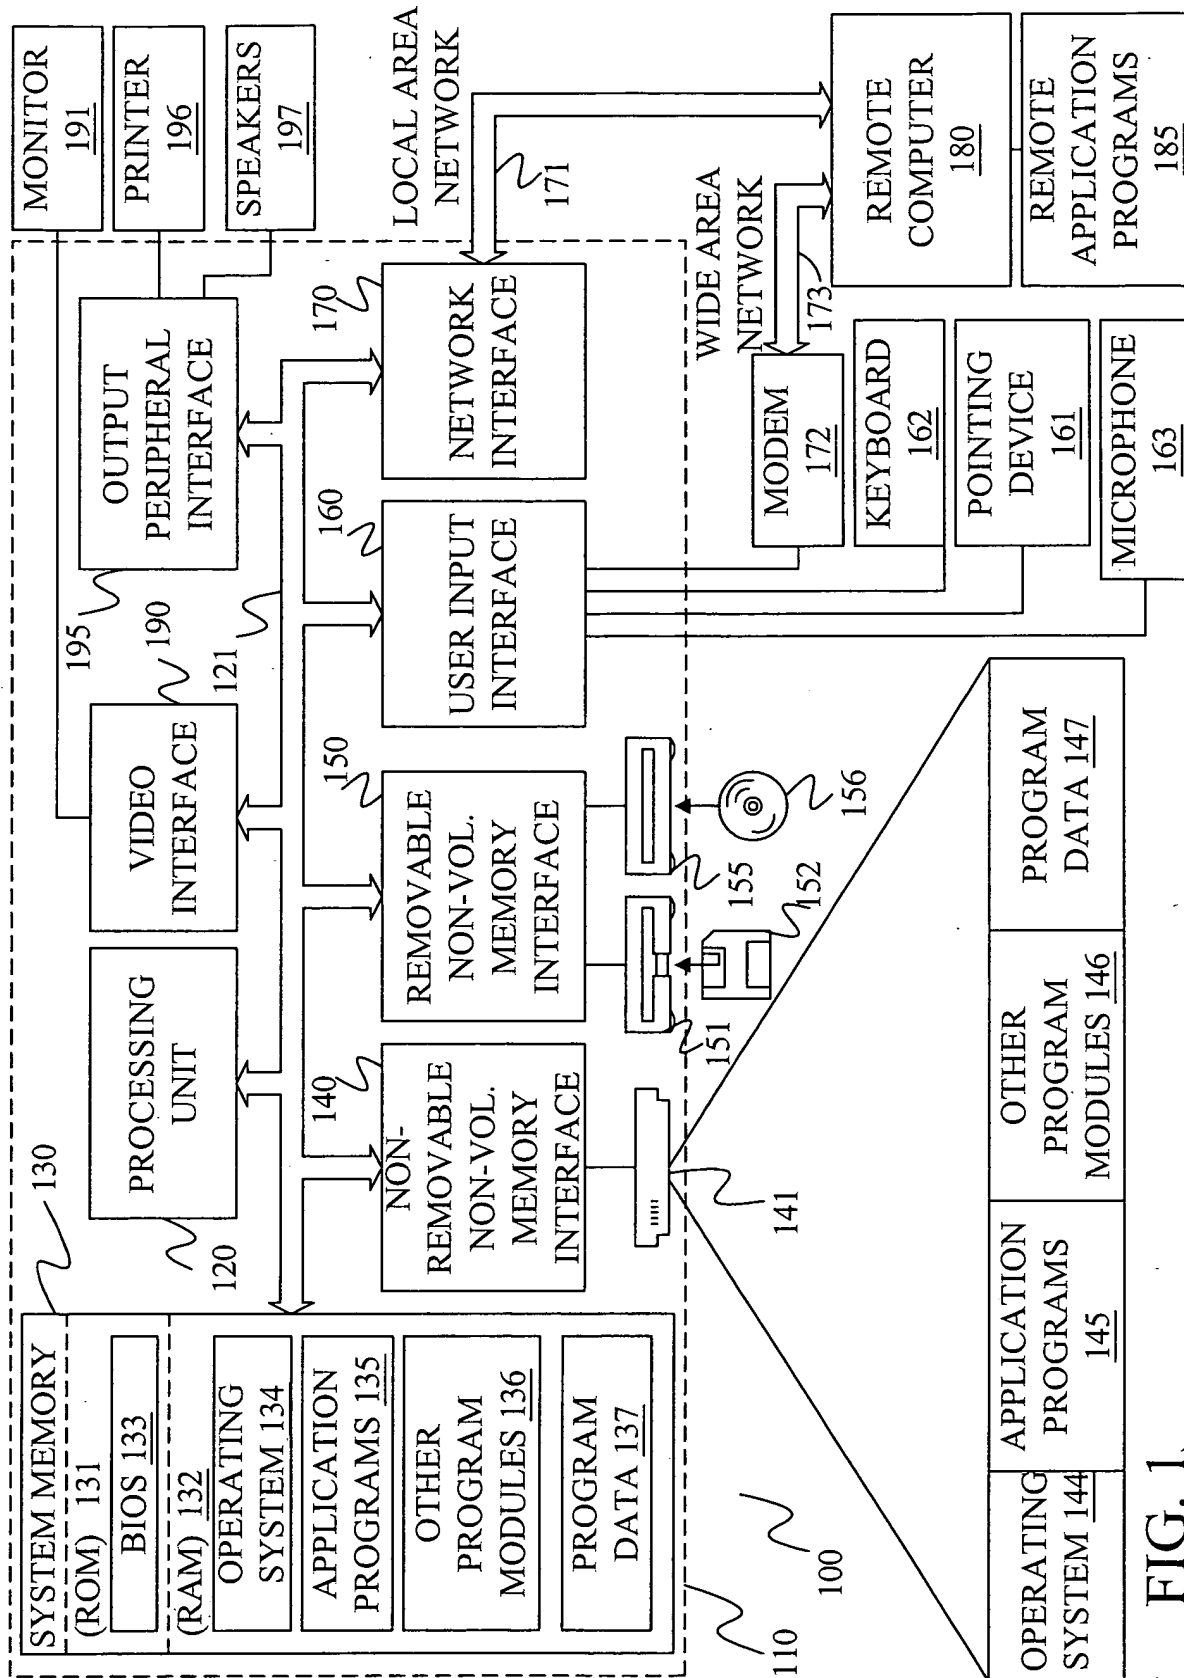 SYSTEM MEMORY
130
(ROM) 131
BIOS 133
(RAM) 132
OPERATING
SYSTEM 134
APPLICATION
PROGRAMS 135
OTHER
PROGRAM
MODULES 136
PROGRAM
DATA 137
PROCESSING
UNIT
120
VIDEO
INTERFACE
190
OUTPUT
PERIPHERAL
INTERFACE
195
121
MONITOR
191
PRINTER
196
SPEAKERS
197
NON-
REMOVABLE
NON-VOL.
MEMORY
INTERFACE
140
REMOVABLE
NON-VOL.
MEMORY
INTERFACE
150
USER INPUT
INTERFACE
160
NETWORK
INTERFACE
170
LOCAL AREA
NETWORK
171
141
151
152
155
156
WIDE AREA
NETWORK
173
MODEM
172
KEYBOARD
162
POINTING
DEVICE
161
MICROPHONE
163
REMOTE
COMPUTER
180
REMOTE
APPLICATION
PROGRAMS
185
110
100
OPERATING
SYSTEM 144
APPLICATION
PROGRAMS
145
OTHER
PROGRAM
MODULES 146
PROGRAM
DATA 147
FIG. 1